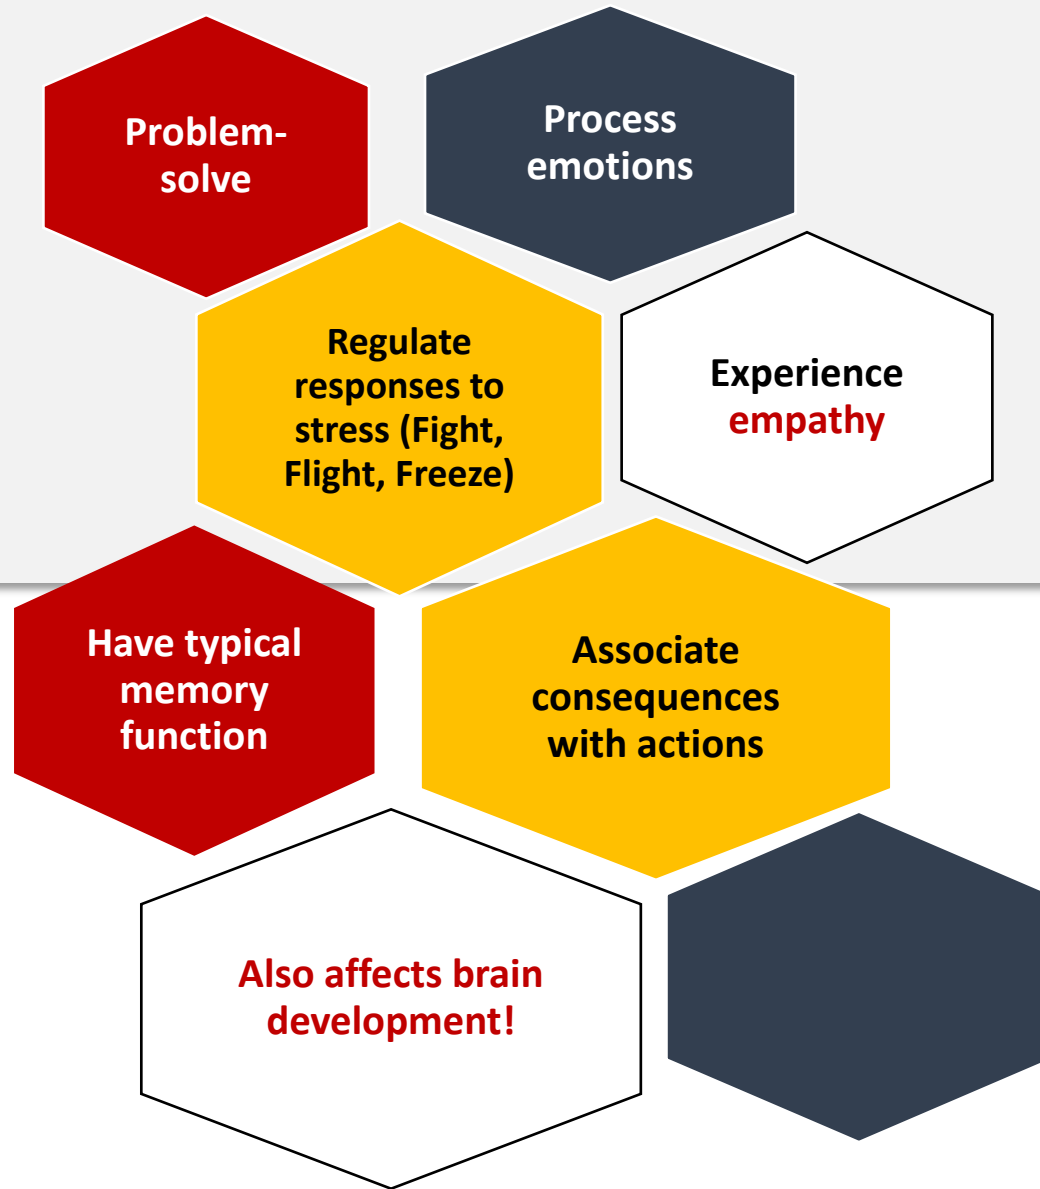 Problem-
solve
Process
emotions
Regulate
responses to
stress (Fight,
Flight, Freeze)
Experience
empathy
Have typical
memory
function
Associate
consequences
with actions
Also affects brain
development!